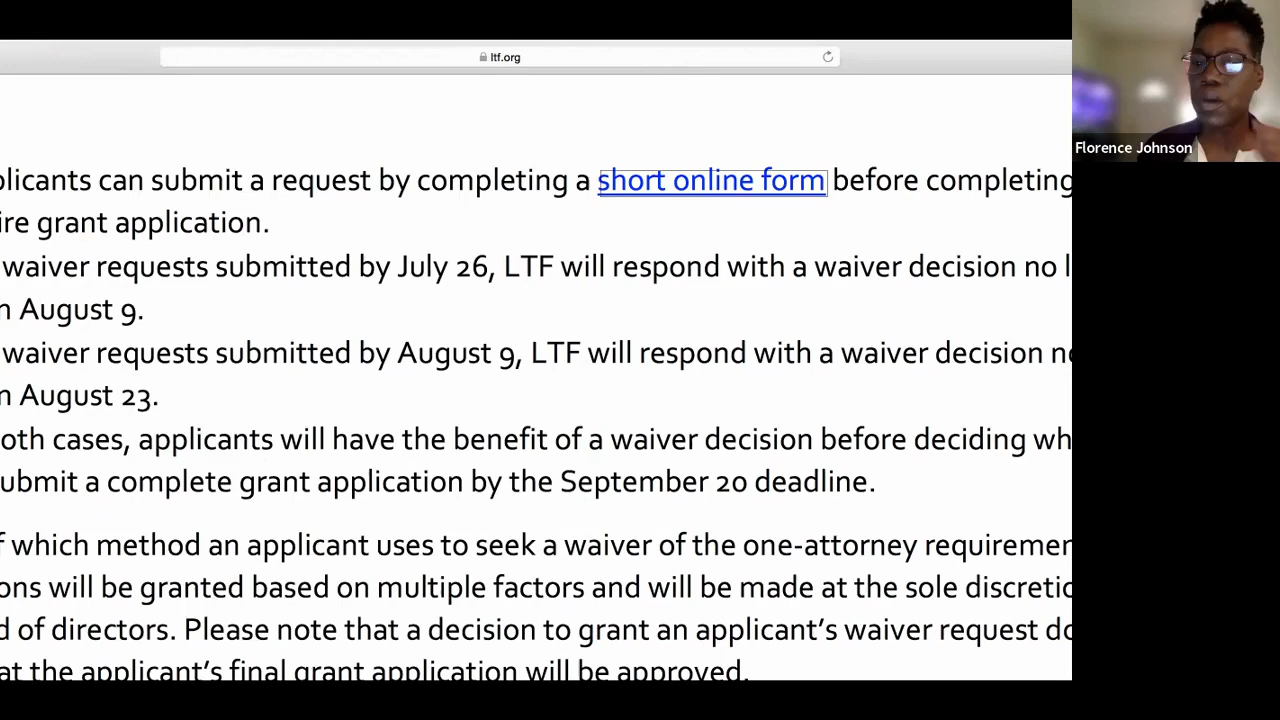 ltf.org
plicants can submit a request by completing a short online form before completing
ire grant application.
waiver requests submitted by July 26, LTF will respond with a waiver decision no l
n August 9.
waiver requests submitted by August 9, LTF will respond with a waiver decision no
n August 23.
oth cases, applicants will have the benefit of a waiver decision before deciding wh
ubmit a complete grant application by the September 20 deadline.
f which method an applicant uses to seek a waiver of the one-attorney requiremen
ons will be granted based on multiple factors and will be made at the sole discretio
d of directors. Please note that a decision to grant an applicant's waiver request do
at the applicant's final grant application will be approved.
Florence Johnson